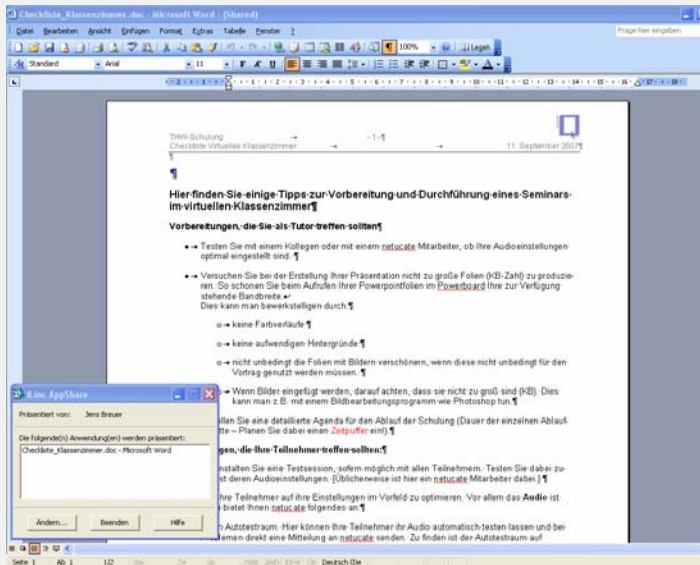 Checkliste_Klassenzimmer.doc - Microsoft Word - (Shared)
Datei Bearbeiten Ansicht Einfügen Format Extras Tabelle Fenster ?
Frage hier eingeben
100% Lesen
Standard Arial 11 F K U
THW-Schulung - 1 -
Checkliste Virtuelles Klassenzimmer 11. September 2007
Hier finden Sie einige Tipps zur Vorbereitung und Durchführung eines Seminars
im virtuellen Klassenzimmer
Vorbereitungen, die Sie als Tutor treffen sollten
Testen Sie mit einem Kollegen oder mit einem netucate Mitarbeiter, ob Ihre Audioeinstellungen
optimal eingestellt sind.
Versuchen Sie bei der Erstellung Ihrer Präsentation nicht zu große Folien (KB-Zahl) zu produzie-
ren. So schonen Sie beim Aufrufen Ihrer Powerpointfolien im Powerboard Ihre zur Verfügung
stehende Bandbreite.
Dies kann man bewerkstelligen durch:
o keine Farbverläufe
o keine aufwendigen Hintergründe
o nicht unbedingt die Folien mit Bildern verschönern, wenn diese nicht unbedingt für den
Vortrag genutzt werden müssen.
Wenn Bilder eingefügt werden, darauf achten, dass sie nicht zu groß sind (KB). Dies
kann man z.B. mit einem Bildbearbeitungsprogramm wie Photoshop tun.
ellen Sie eine detaillierte Agenda für den Ablauf der Schulung (Dauer der einzelnen Ablauf-
tte – Planen Sie dabei einen Zeitpuffer ein!).
gen, die Ihre Teilnehmer treffen sollten:
nstalten Sie eine Testsession, sofern möglich mit allen Teilnehmern. Testen Sie dabei zu-
st deren Audioeinstellungen. [Üblicherweise ist hier ein netucate Mitarbeiter dabei.]
hre Teilnehmer auf ihre Einstellungen im Vorfeld zu optimieren. Vor allem das Audio ist
bietet Ihnen netucate folgendes an:
n Autotestraum. Hier können Ihre Teilnehmer ihr Audio automatisch testen lassen und bei
lemen direkt eine Mitteilung an netucate senden. Zu finden ist der Autotestraum auf
iLinc AppShare
Präsentiert von: Jens Breuer
Die folgende(n) Anwendung(en) werden präsentiert:
Checkliste_Klassenzimmer.doc - Microsoft Word
Ändern... Beenden Hilfe
Seite 1 Ab 1 1/2 Deutsch (De